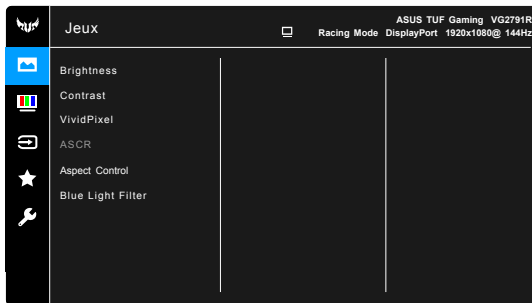 Jeux
ASUS TUF Gaming VG2791R
Racing Mode DisplayPort 1920x1080@ 144Hz
Brightness
Contrast
VividPixel
ASCR
Aspect Control
Blue Light Filter